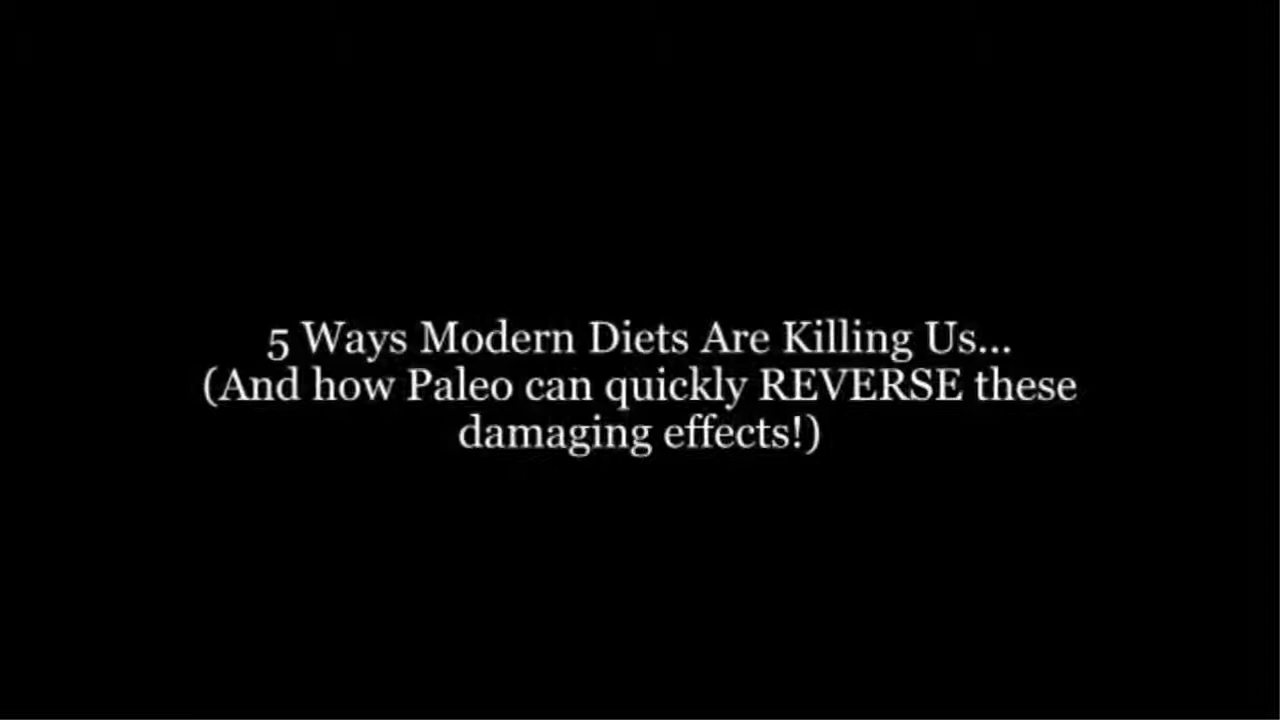 5 Ways Modern Diets Are Killing Us...
(And how Paleo can quickly REVERSE these
damaging effects!)